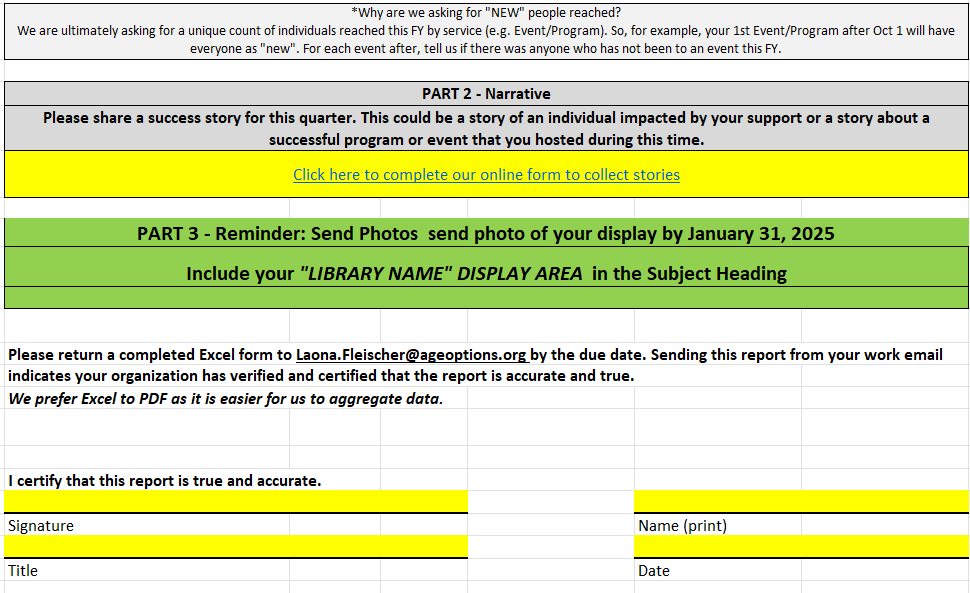 *Why are we asking for "NEW" people reached?
We are ultimately asking for a unique count of individuals reached this FY by service (e.g. Event/Program). So, for example, your 1st Event/Program after Oct 1 will have
everyone as "new". For each event after, tell us if there was anyone who has not been to an event this FY.
PART 2 - Narrative
Please share a success story for this quarter. This could be a story of an individual impacted by your support or a story about a
successful program or event that you hosted during this time.
Click here to complete our online form to collect stories
PART 3 - Reminder: Send Photos  send photo of your display by January 31, 2025
Include your "LIBRARY NAME" DISPLAY AREA  in the Subject Heading
Please return a completed Excel form to Laona.Fleischer@ageoptions.org by the due date. Sending this report from your work email
indicates your organization has verified and certified that the report is accurate and true.
We prefer Excel to PDF as it is easier for us to aggregate data.
I certify that this report is true and accurate.
Signature
Name (print)
Title
Date